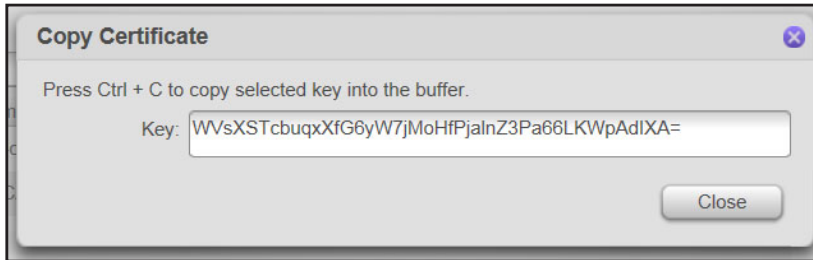 Copy Certificate
Press Ctrl + C to copy selected key into the buffer.
Key: WVsXSTcbuqxXfG6yW7jMoHfPjalnZ3Pa66LKWpAdIXA=
Close